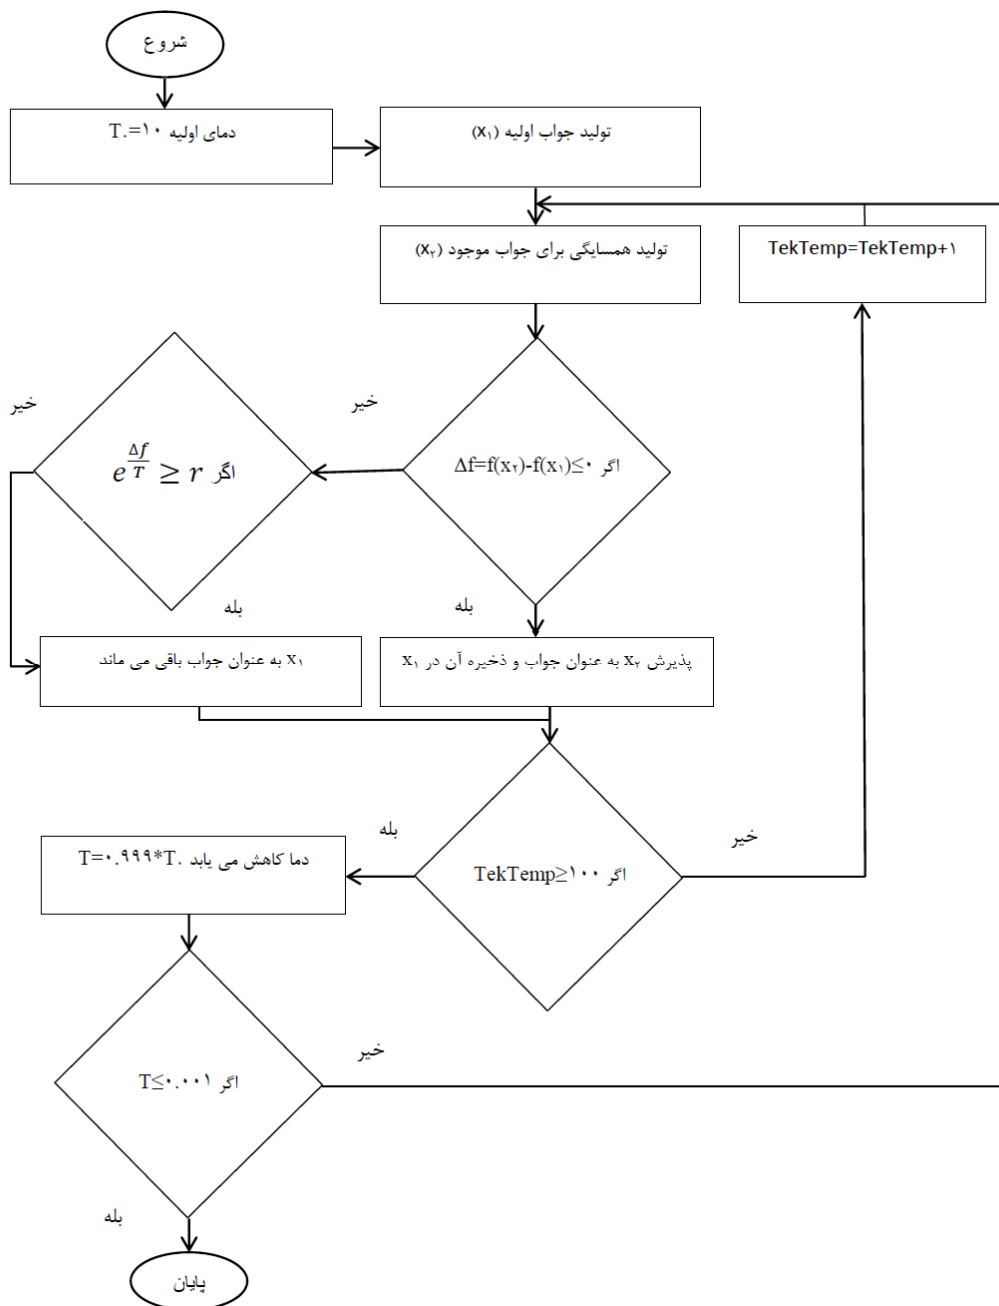 شروع
دمای اولیه T۰=۱۰
تولید جواب اولیه (x۱)
تولید همسایگی برای جواب موجود (x۲)
TekTemp=TekTemp+۱
خیر
خیر
اگر Δf=f(x۲)-f(x۱)≤۰
اگر e^(Δf/T) ≥ r
بله
بله
x۱ به عنوان جواب باقی می ماند
پذیرش x۲ به عنوان جواب و ذخیره آن در x۱
بله
خیر
دما کاهش می یابد T=۰.۹۹۹*T۰
اگر TekTemp≥۱۰۰
خیر
اگر T≤۰.۰۰۱
بله
پایان